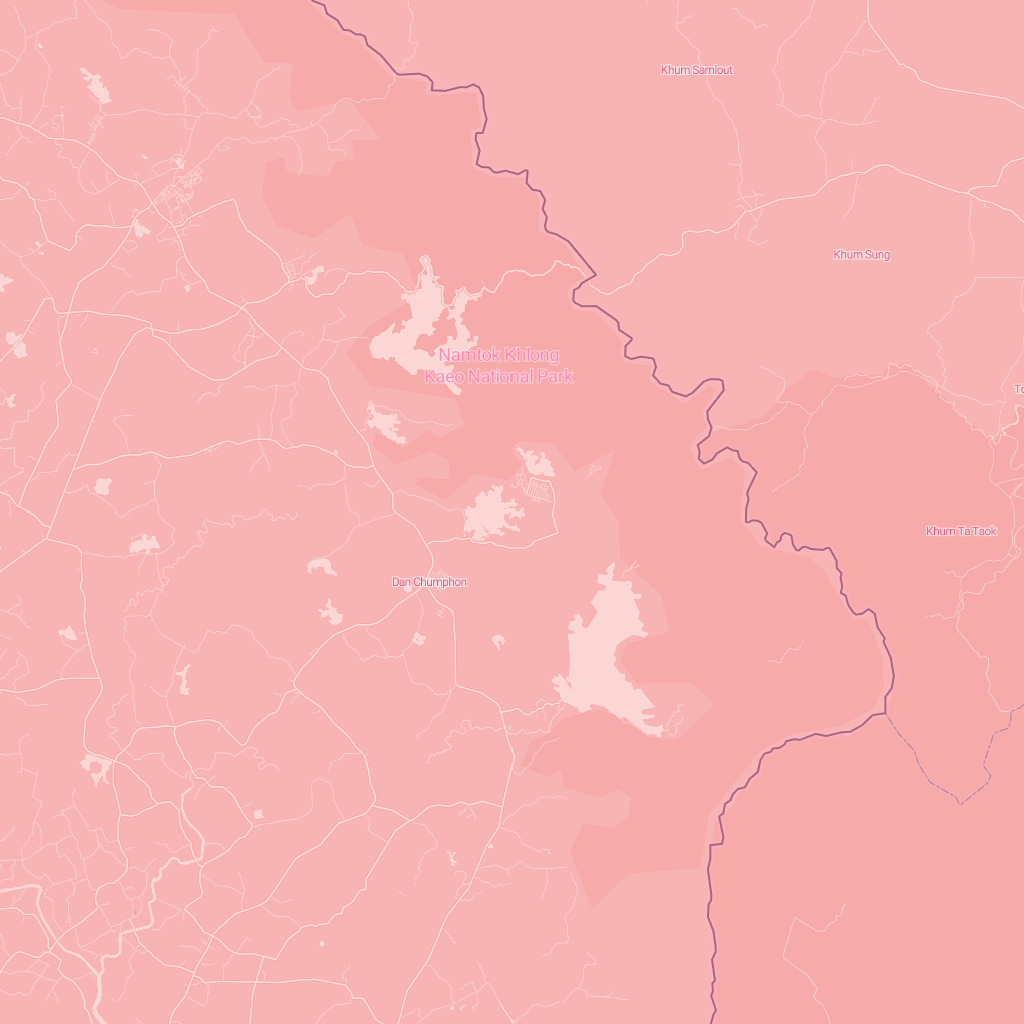 Khum Samlout
Khum Sung
Namtok Khlong
Kaeo National Park
Khum Ta Taok
Dan Chumphon